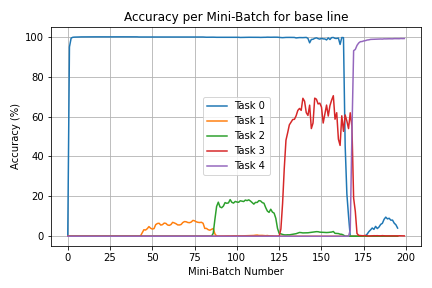 Accuracy per Mini-Batch for base line
Accuracy (%)
100
80
60
40
20
0
Task 0
Task 1
Task 2
Task 3
Task 4
0 25 50 75 100 125 150 175 200
Mini-Batch Number